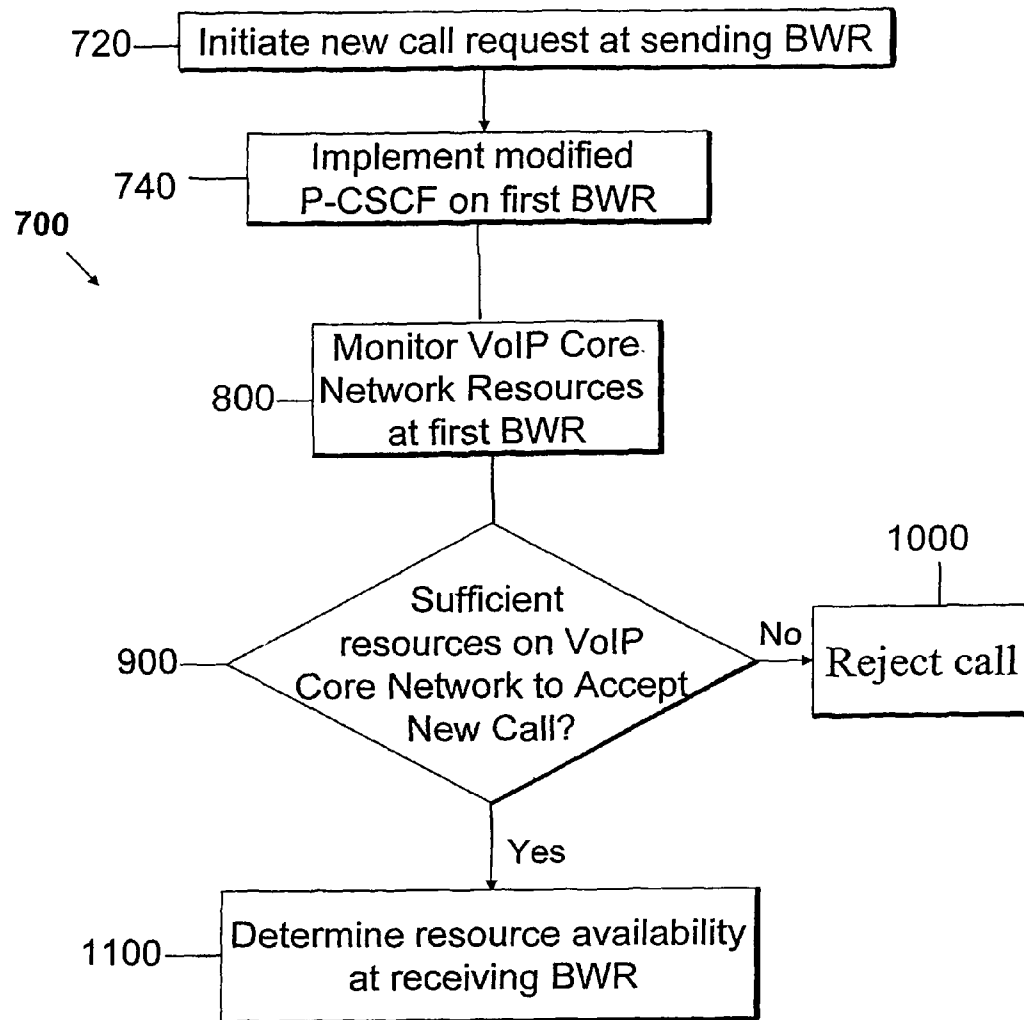 720
Initiate new call request at sending BWR
740
Implement modified
P-CSCF on first BWR
700
800
Monitor VoIP Core
Network Resources
at first BWR
1000
900
Sufficient
resources on VoIP
Core Network to Accept
New Call?
No
Reject call
Yes
1100
Determine resource availability
at receiving BWR